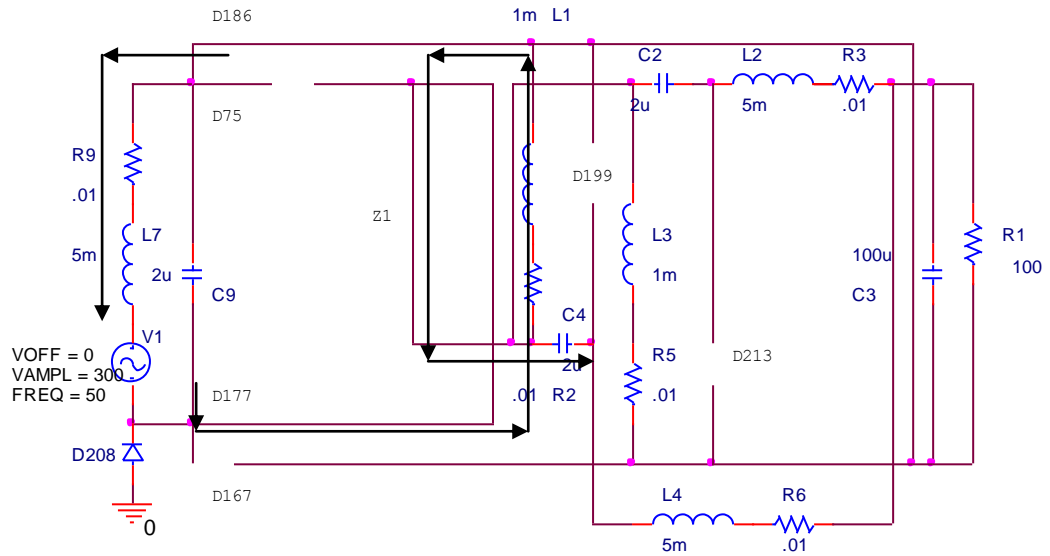 D186
1m L1
C2
L2
R3
2u
5m
.01
D75
R9
.01
D199
Z1
L7
5m
2u
C9
L3
1m
100u
C3
R1
100
V1
VOFF = 0
VAMPL = 300
FREQ = 50
C4
2u
R5
.01
D213
D177
.01 R2
D208
D167
0
L4
R6
5m
.01